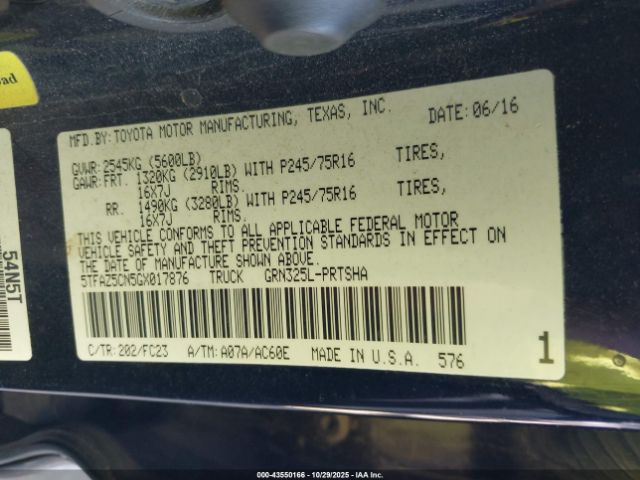 oad
54N5T
MFD.BY: TOYOTA MOTOR MANUFACTURING, TEXAS, INC. DATE: 06/16
GVWR: 2545KG (5600LB)
GAWR: FRT. 1320KG (2910LB) WITH P245/75R16 TIRES,
16X7J RIMS.
RR. 1490KG (3280LB) WITH P245/75R16 TIRES,
16X7J RIMS.
THIS VEHICLE CONFORMS TO ALL APPLICABLE FEDERAL MOTOR
VEHICLE SAFETY AND THEFT PREVENTION STANDARDS IN EFFECT ON
THE DATE OF MANUFACTURE SHOWN ABOVE.
5TFAZ5CN5GX017876 TRUCK GRN325L-PRTSHA
C/TR: 202/FC23 A/TM: A07A/AC60E MADE IN U.S.A. 576
1
000-43550166 - 10/29/2025 - IAA Inc.